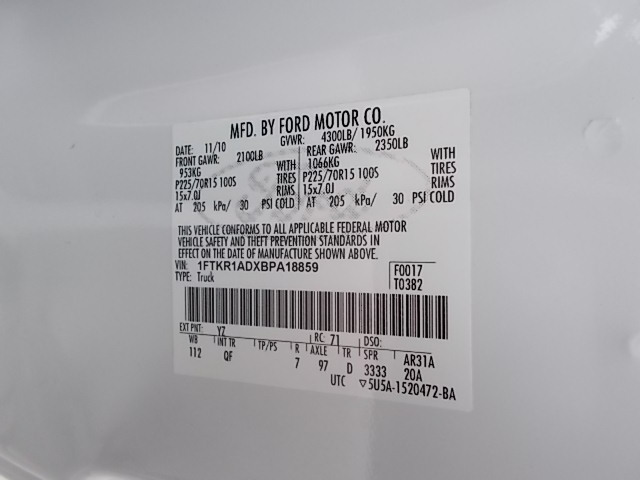 MFD. BY FORD MOTOR CO.
DATE: 11/10 GVWR: 4300LB/ 1950KG
FRONT GAWR: 2100LB REAR GAWR: 2350LB
953KG WITH 1066KG WITH
P225/70R15 100S TIRES P225/70R15 100S TIRES
15x7.0J RIMS 15x7.0J RIMS
AT 205 kPa/ 30 PSI COLD AT 205 kPa/ 30 PSI COLD
THIS VEHICLE CONFORMS TO ALL APPLICABLE FEDERAL MOTOR
VEHICLE SAFETY AND THEFT PREVENTION STANDARDS IN
EFFECT ON THE DATE OF MANUFACTURE SHOWN ABOVE.
VIN: 1FTKR1ADXBPA18859 F0017
TYPE: Truck T0382
EXT PNT: YZ RC: 71 DSO:
WB INT TR TP/PS R AXLE TR SPR AR31A
112 QF 7 97 D 3333 20A
UTC ▽5U5A-1520472-BA